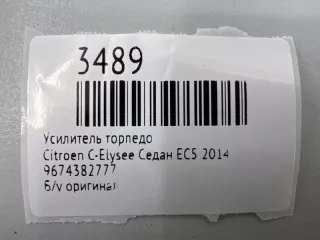 3489
Усилитель торпедо
Citroen C-Elysee Седан EC5 2014
9674382777
Б/у оригинал